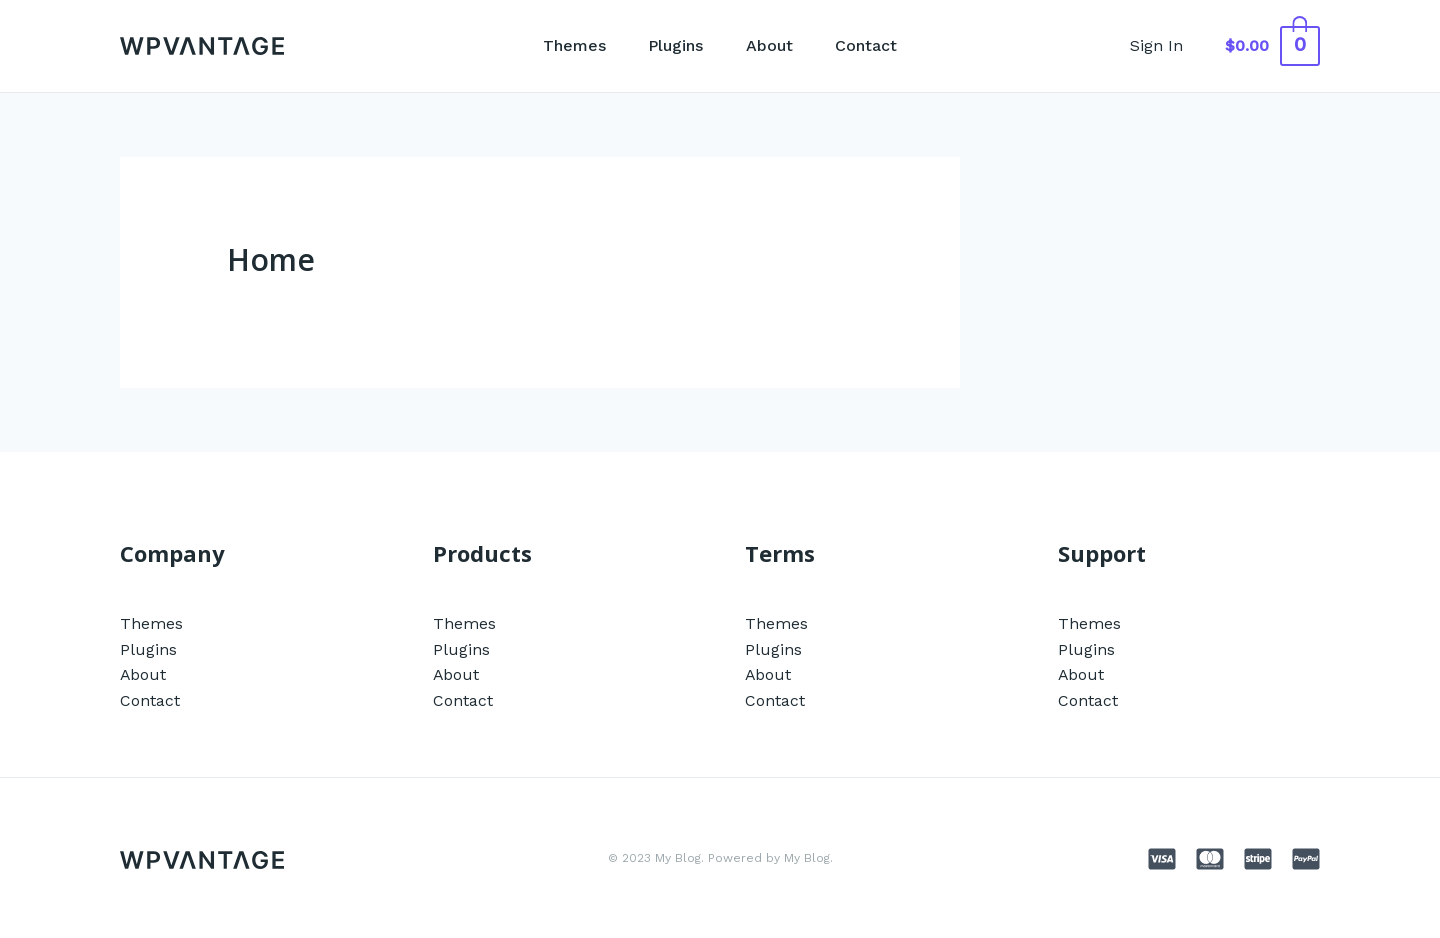 WPVANTAGE Themes Plugins About Contact Sign In $0.00 0
Home
Company Products Terms Support
Themes Themes Themes Themes
Plugins Plugins Plugins Plugins
About About About About
Contact Contact Contact Contact
WPVANTAGE © 2023 My Blog. Powered by My Blog. VISA stripe PayPal